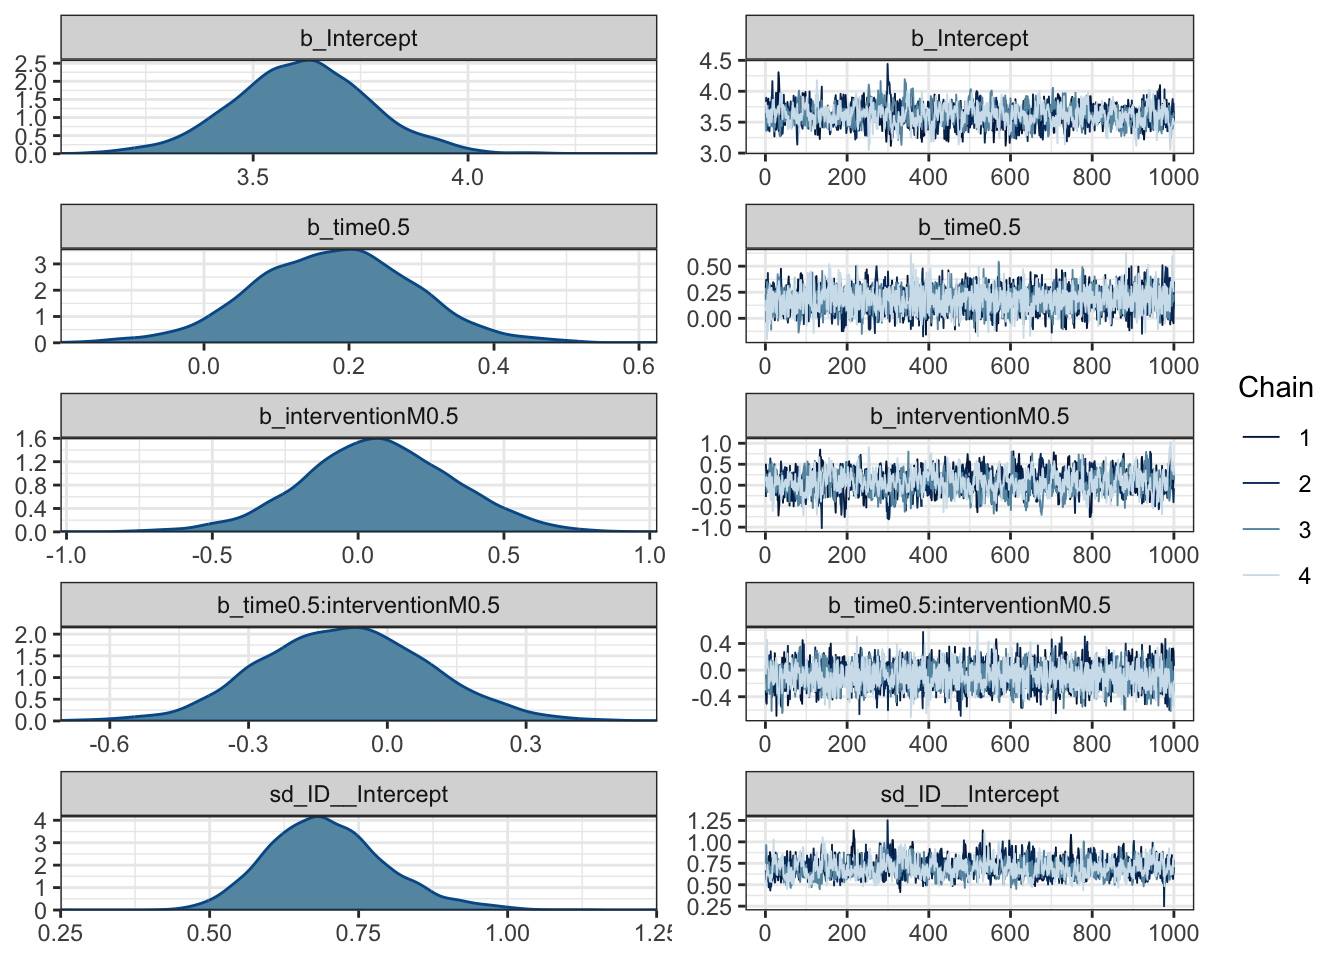 b_Intercept
2.5
2.0
1.5
1.0
0.5
0.0
3.5 4.0
b_Intercept
4.5
4.0
3.5
3.0
0 200 400 600 800 1000
b_time0.5
3
2
1
0
0.0 0.2 0.4 0.6
b_time0.5
0.50
0.25
0.00
0 200 400 600 800 1000
b_interventionM0.5
1.6
1.2
0.8
0.4
0.0
-1.0 -0.5 0.0 0.5 1.0
b_interventionM0.5
1.0
0.5
0.0
-0.5
-1.0
0 200 400 600 800 1000
b_time0.5:interventionM0.5
2.0
1.5
1.0
0.5
0.0
-0.6 -0.3 0.0 0.3
b_time0.5:interventionM0.5
0.4
0.0
-0.4
0 200 400 600 800 1000
sd_ID__Intercept
4
3
2
1
0
0.25 0.50 0.75 1.00 1.25
sd_ID__Intercept
1.25
1.00
0.75
0.50
0.25
0 200 400 600 800 1000
Chain
1
2
3
4